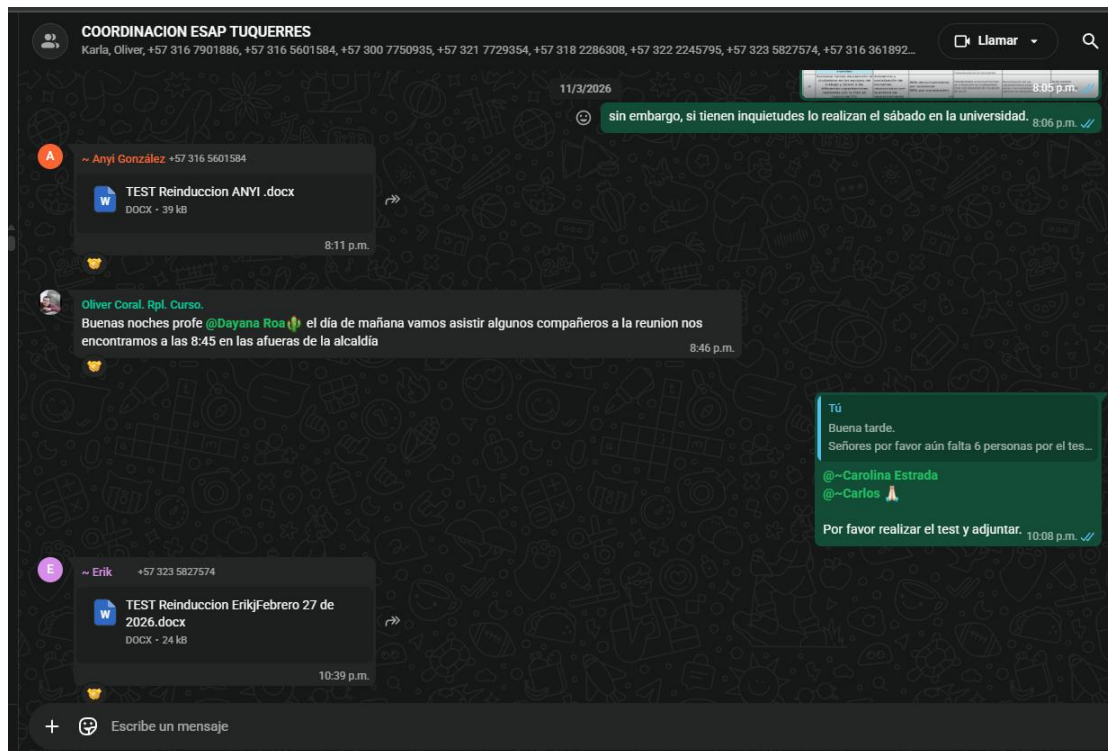 COORDINACION ESAP TUQUERRES
Karla, Oliver, +57 316 7901886, +57 316 5601584, +57 300 7750935, +57 321 7729354, +57 318 2286308, +57 322 2245795, +57 323 5827574, +57 316 361892...
Llamar
11/3/2026
8:05 p.m.
sin embargo, si tienen inquietudes lo realizan el sábado en la universidad. 8:06 p.m.
A
~ Anyi González +57 316 5601584
W
TEST Reinduccion ANYI .docx
DOCX • 39 kB
8:11 p.m.
Oliver Coral. Rpl. Curso.
Buenas noches profe @Dayana Roa🌵 el día de mañana vamos asistir algunos compañeros a la reunion nos
encontramos a las 8:45 en las afueras de la alcaldía
8:46 p.m.
Tú
Buena tarde.
Señores por favor aún falta 6 personas por el tes...
@~Carolina Estrada
@~Carlos 🙏🏻
Por favor realizar el test y adjuntar. 10:08 p.m.
E
~ Erik +57 323 5827574
W
TEST Reinduccion ErikjFebrero 27 de
2026.docx
DOCX • 24 kB
10:39 p.m.
Escribe un mensaje